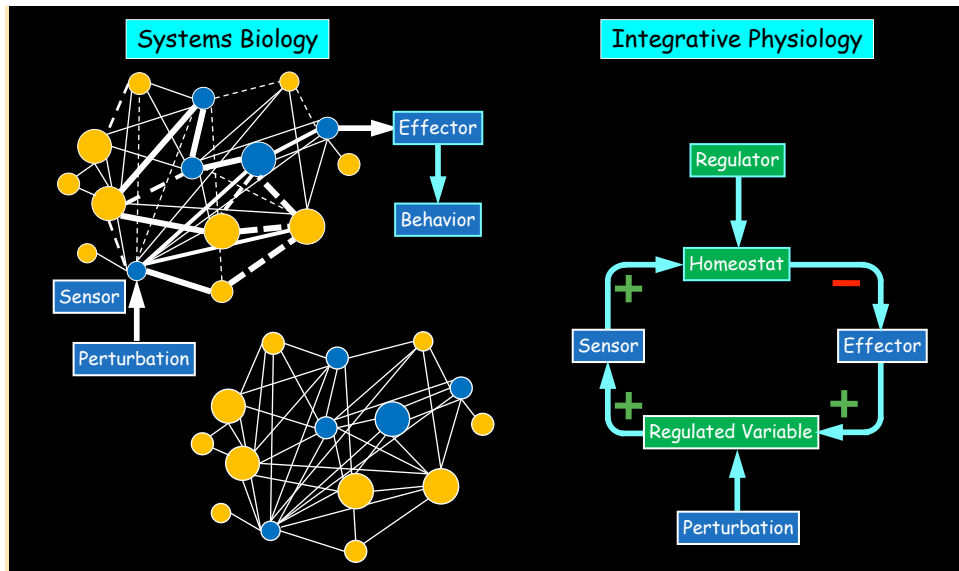 Systems Biology
Effector
Behavior
Sensor
Perturbation
Integrative Physiology
Regulator
Homeostat
+
−
Sensor
Effector
+
+
Regulated Variable
Perturbation